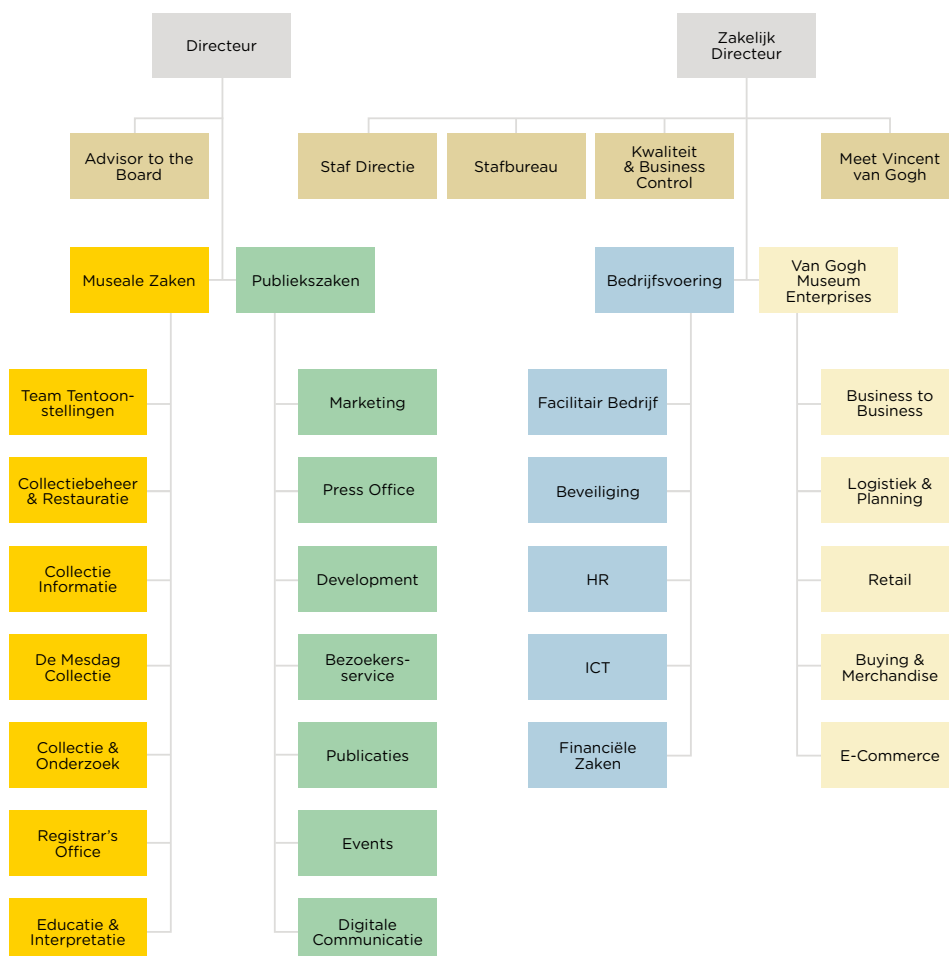 Directeur
Zakelijk
Directeur
Advisor to the
Board
Staf Directie
Stafbureau
Kwaliteit
& Business
Control
Meet Vincent
van Gogh
Museale Zaken
Publiekszaken
Bedrijfsvoering
Van Gogh
Museum
Enterprises
Team Tentoon-
stellingen
Collectiebeheer
& Restauratie
Collectie
Informatie
De Mesdag
Collectie
Collectie &
Onderzoek
Registrar’s
Office
Educatie &
Interpretatie
Marketing
Press Office
Development
Bezoekers-
service
Publicaties
Events
Digitale
Communicatie
Facilitair Bedrijf
Beveiliging
HR
ICT
Financiële
Zaken
Business to
Business
Logistiek &
Planning
Retail
Buying &
Merchandise
E-Commerce